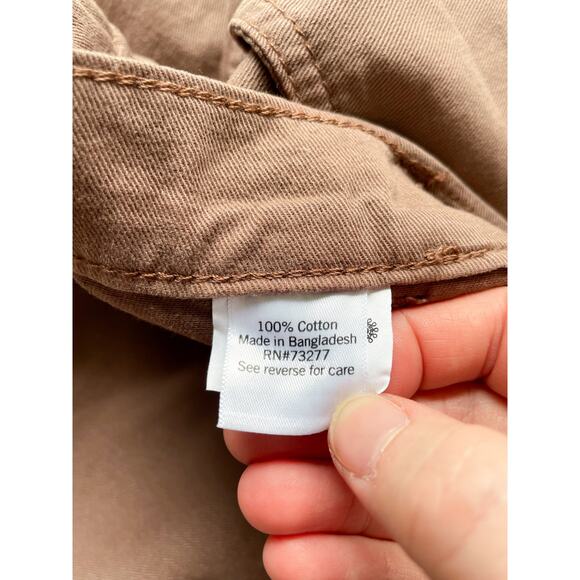 100% Cotton
Made in Bangladesh
RN#73277
See reverse for care